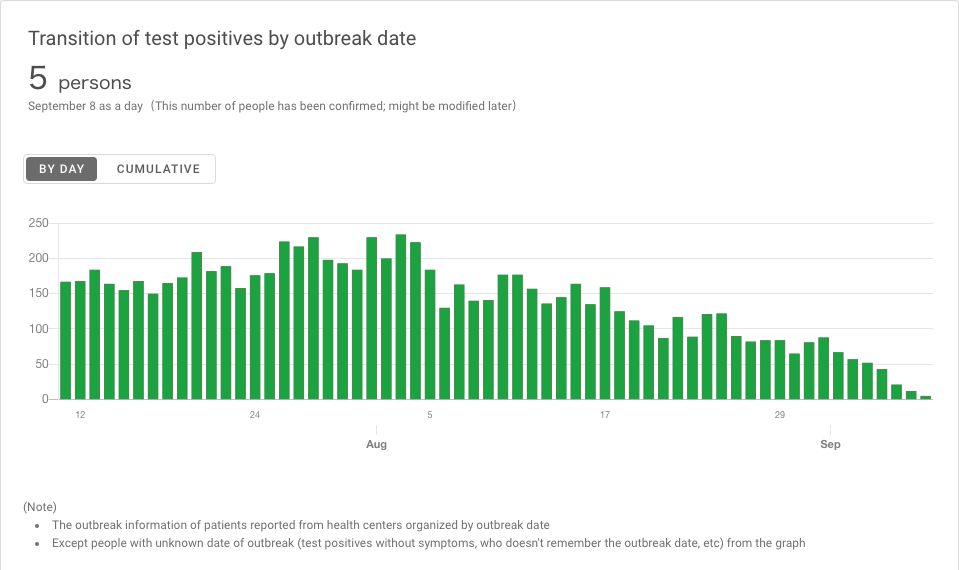 Transition of test positives by outbreak date
5 persons
September 8 as a day  (This number of people has been confirmed; might be modified later)
BY DAY CUMULATIVE
250
200
150
100
50
0
12 24 5 17 29
Aug Sep
(Note)
• The outbreak information of patients reported from health centers organized by outbreak date
• Except people with unknown date of outbreak (test positives without symptoms, who doesn't remember the outbreak date, etc) from the graph